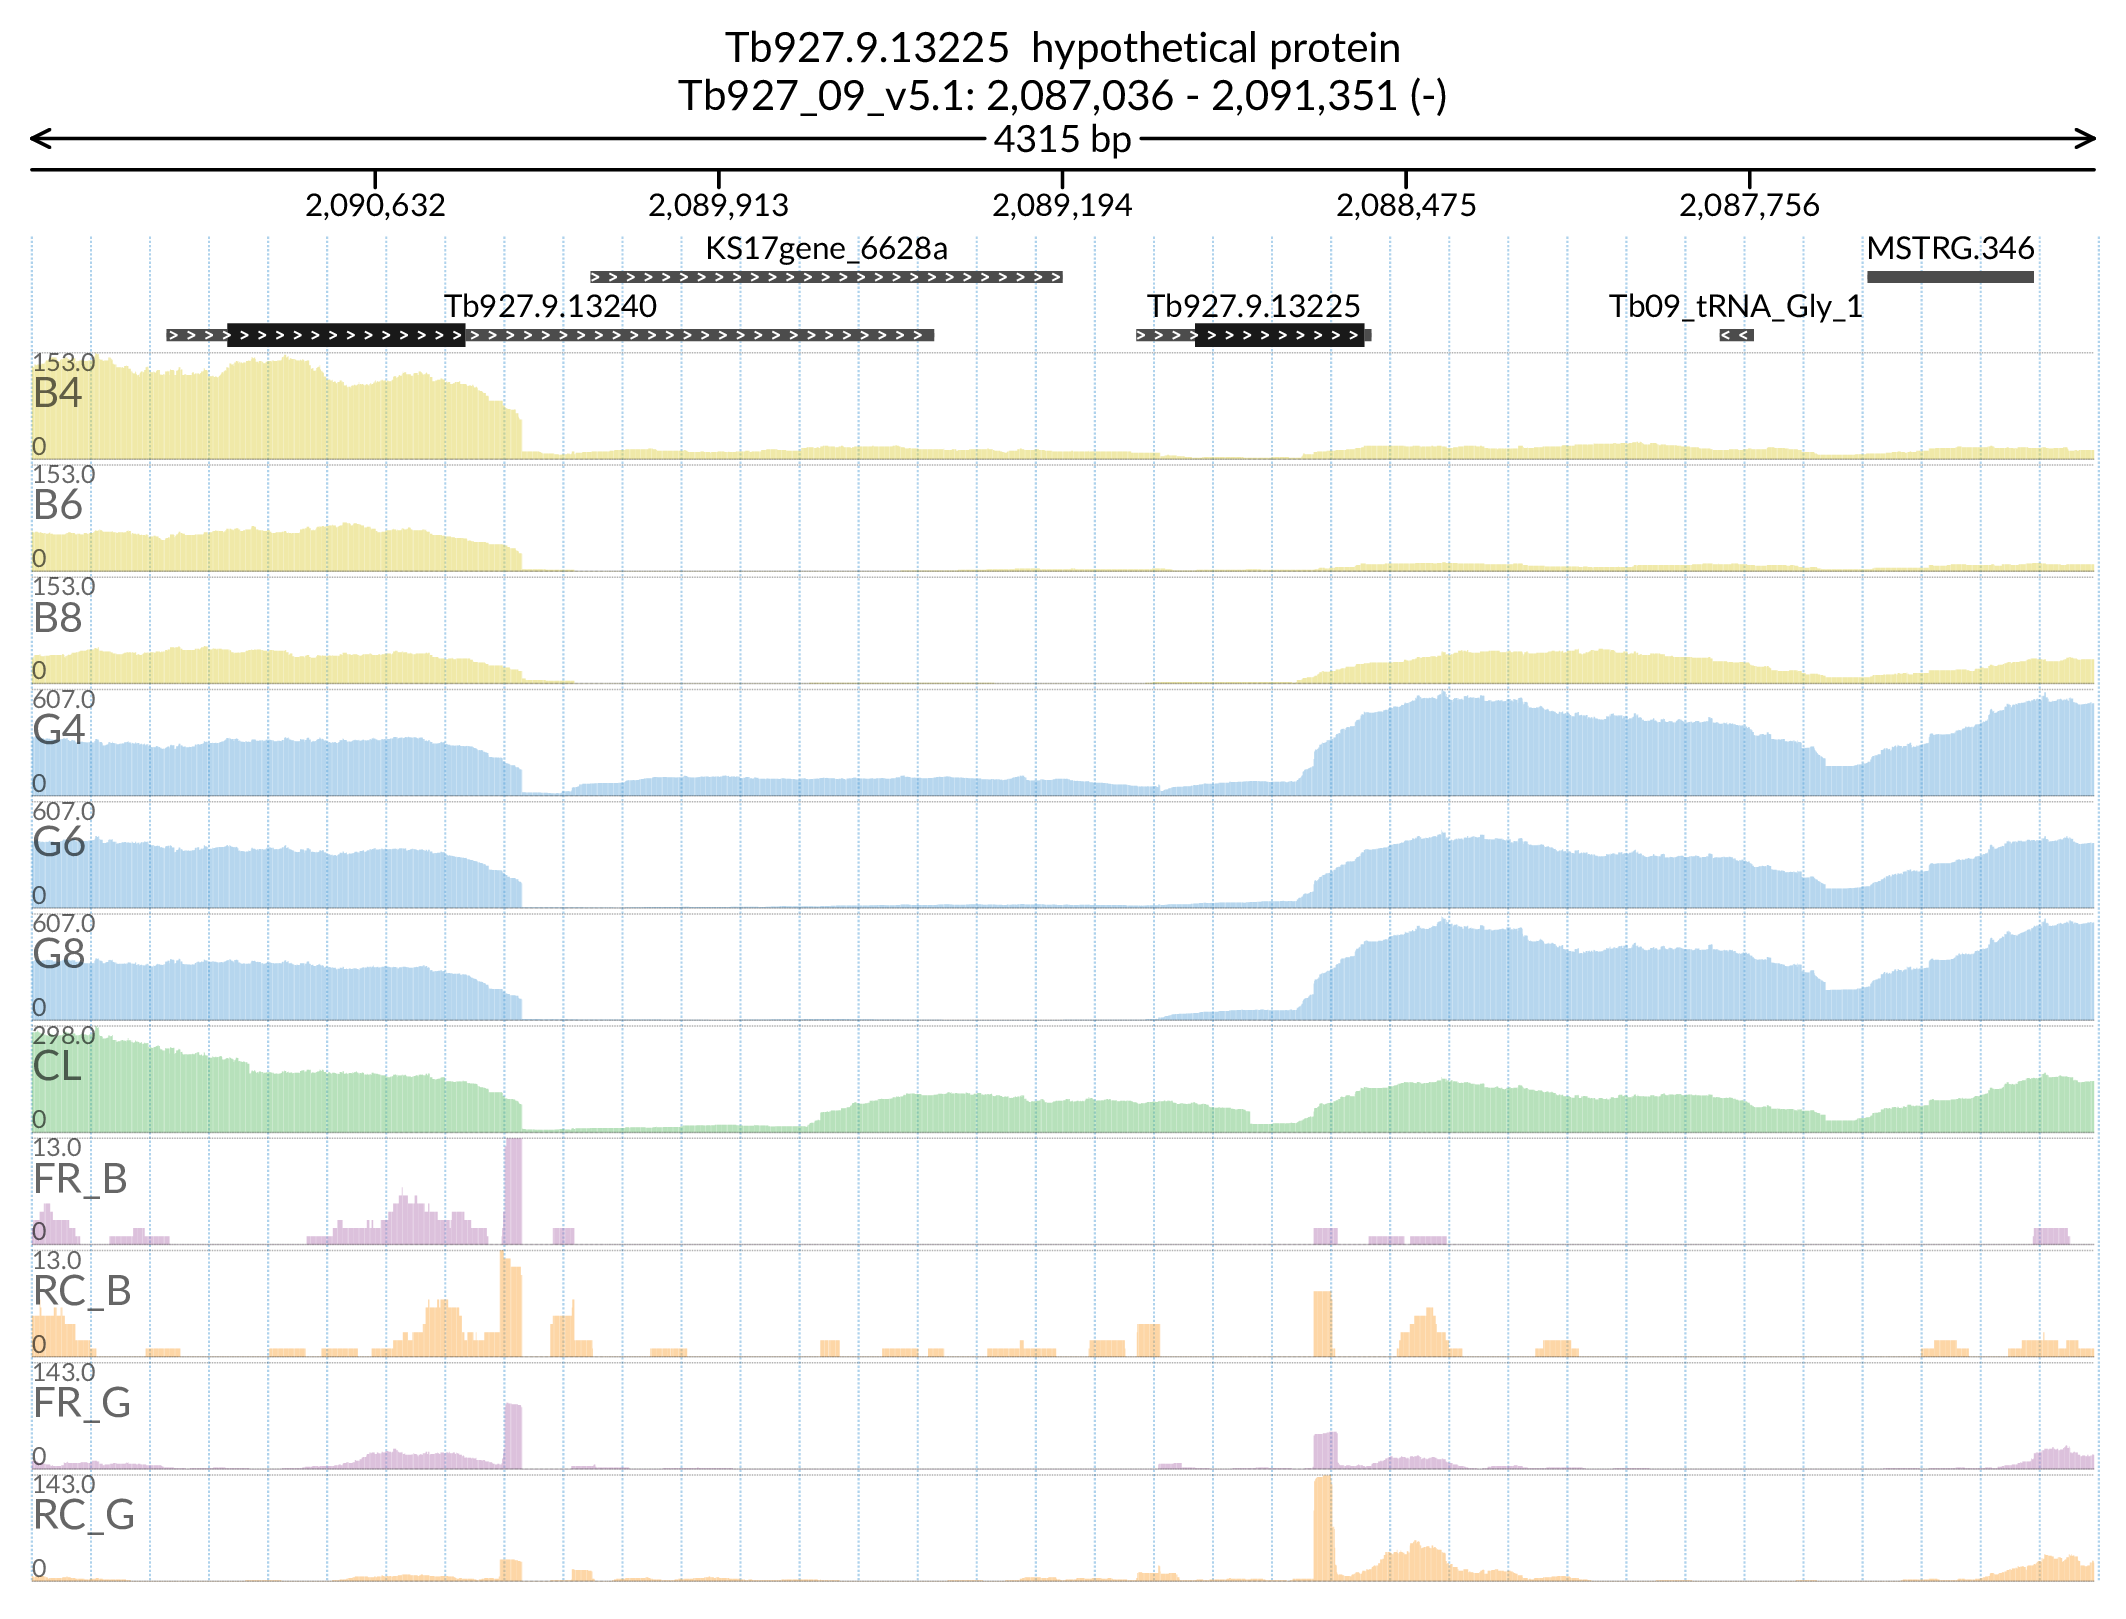 Tb927.9.13225  hypothetical protein
Tb927_09_v5.1: 2,087,036 - 2,091,351 (-)
4315 bp
2,090,632 2,089,913 2,089,194 2,088,475 2,087,756
KS17gene_6628a MSTRG.346
Tb927.9.13240 Tb927.9.13225 Tb09_tRNA_Gly_1
153.0
B4
0
153.0
B6
0
153.0
B8
0
607.0
G4
0
607.0
G6
0
607.0
G8
0
298.0
CL
0
13.0
FR_B
0
13.0
RC_B
0
143.0
FR_G
0
143.0
RC_G
0